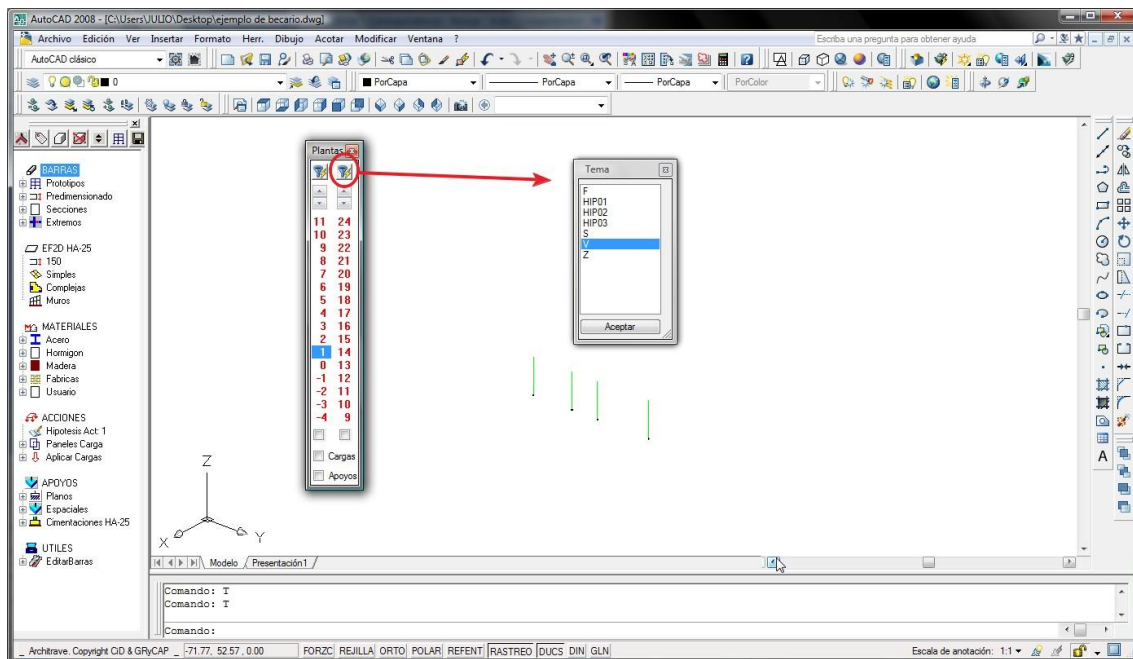 AutoCAD 2008 - [C:\Users\JULIO\Desktop\ejemplo de becario.dwg]
Archivo Edición Ver Insertar Formato Herr. Dibujo Acotar Modificar Ventana ?
Escriba una pregunta para obtener ayuda
AutoCAD clásico
0
PorCapa
PorCapa
PorCapa
PorColor
BARRAS
Prototipos
Predimensionado
Secciones
Extremos
EF2D HA-25
150
Simples
Complejas
Muros
MATERIALES
Acero
Hormigon
Madera
Fabricas
Usuario
ACCIONES
Hipotesis Act: 1
Paneles Carga
Aplicar Cargas
APOYOS
Planos
Espaciales
Cimentaciones HA-25
UTILES
EditarBarras
Plantas
11 24
10 23
9 22
8 21
7 20
6 19
5 18
4 17
3 16
2 15
1 14
0 13
-1 12
-2 11
-3 10
-4 9
Cargas
Apoyos
Tema
F
HIP01
HIP02
HIP03
S
V
Z
Aceptar
Z
X
Y
A
Modelo
Presentación1
Comando: T
Comando: T
Comando:
_ Architrave. Copyright CiD & GRyCAP _
-71.77, 52.57 , 0.00
FORZC REJILLA ORTO POLAR REFENT RASTREO DUCS DIN GLN
Escala de anotación: 1:1